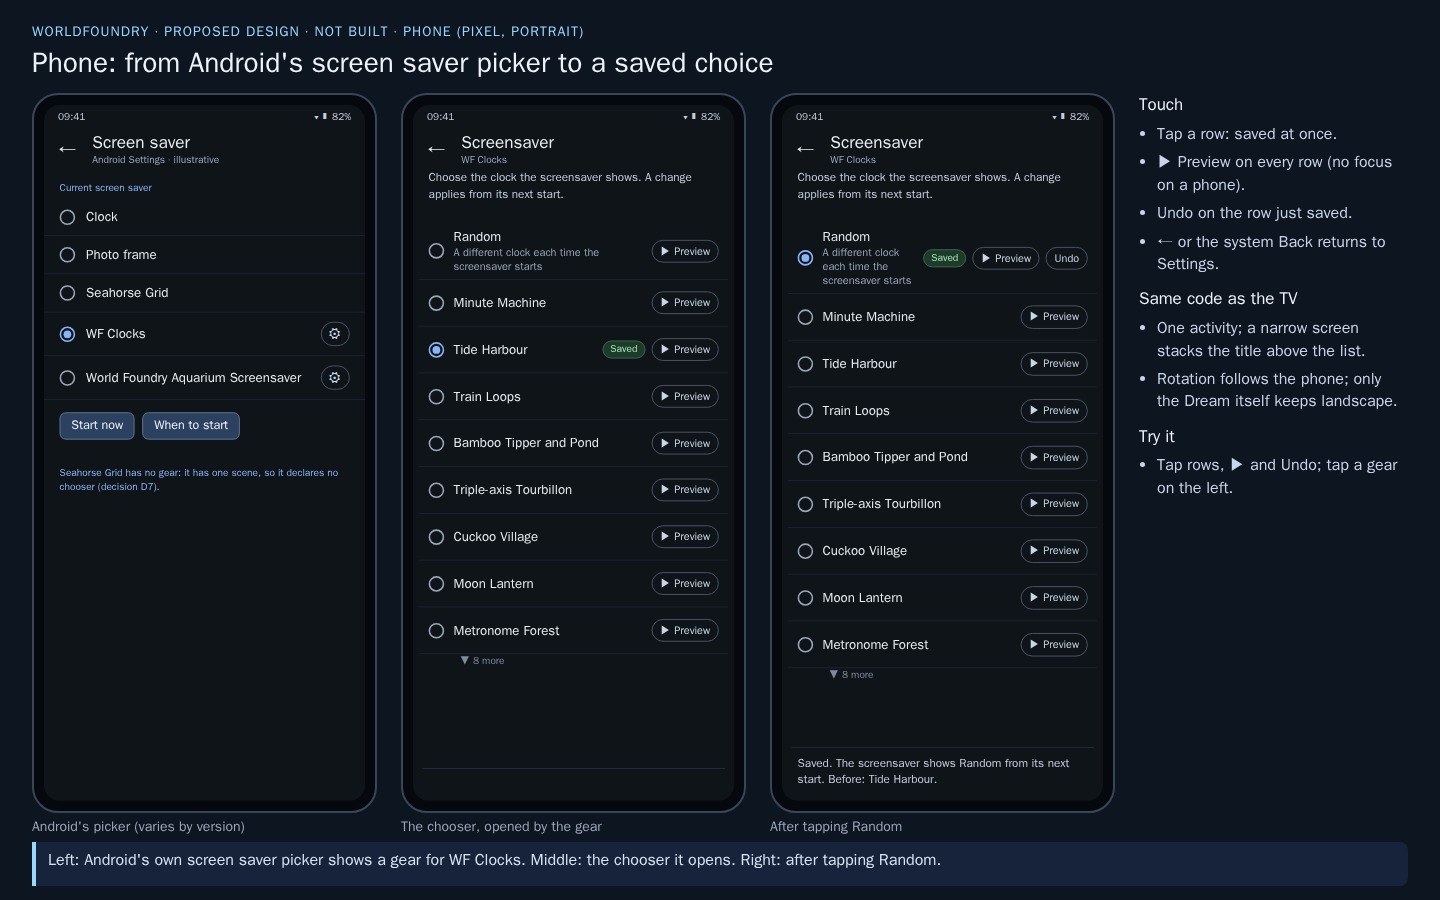 WORLDFOUNDRY · PROPOSED DESIGN · NOT BUILT · PHONE (PIXEL, PORTRAIT)
Phone: from Android's screen saver picker to a saved choice
09:41
82%
← Screen saver
Android Settings · illustrative
Current screen saver
Clock
Photo frame
Seahorse Grid
WF Clocks
World Foundry Aquarium Screensaver
Start now
When to start
Seahorse Grid has no gear: it has one scene, so it declares no
chooser (decision D7).
Android's picker (varies by version)
09:41
82%
← Screensaver
WF Clocks
Choose the clock the screensaver shows. A change
applies from its next start.
Random
A different clock each time the
screensaver starts
▶ Preview
Minute Machine
▶ Preview
Tide Harbour
Saved
▶ Preview
Train Loops
▶ Preview
Bamboo Tipper and Pond
▶ Preview
Triple-axis Tourbillon
▶ Preview
Cuckoo Village
▶ Preview
Moon Lantern
▶ Preview
Metronome Forest
▶ Preview
▼ 8 more
The chooser, opened by the gear
09:41
82%
← Screensaver
WF Clocks
Choose the clock the screensaver shows. A change
applies from its next start.
Random
A different clock
each time the
screensaver starts
Saved
▶ Preview
Undo
Minute Machine
▶ Preview
Tide Harbour
▶ Preview
Train Loops
▶ Preview
Bamboo Tipper and Pond
▶ Preview
Triple-axis Tourbillon
▶ Preview
Cuckoo Village
▶ Preview
Moon Lantern
▶ Preview
Metronome Forest
▶ Preview
▼ 8 more
Saved. The screensaver shows Random from its next
start. Before: Tide Harbour.
After tapping Random
Touch
• Tap a row: saved at once.
• ▶ Preview on every row (no focus
on a phone).
• Undo on the row just saved.
• ← or the system Back returns to
Settings.
Same code as the TV
• One activity; a narrow screen
stacks the title above the list.
• Rotation follows the phone; only
the Dream itself keeps landscape.
Try it
• Tap rows, ▶ and Undo; tap a gear
on the left.
Left: Android's own screen saver picker shows a gear for WF Clocks. Middle: the chooser it opens. Right: after tapping Random.